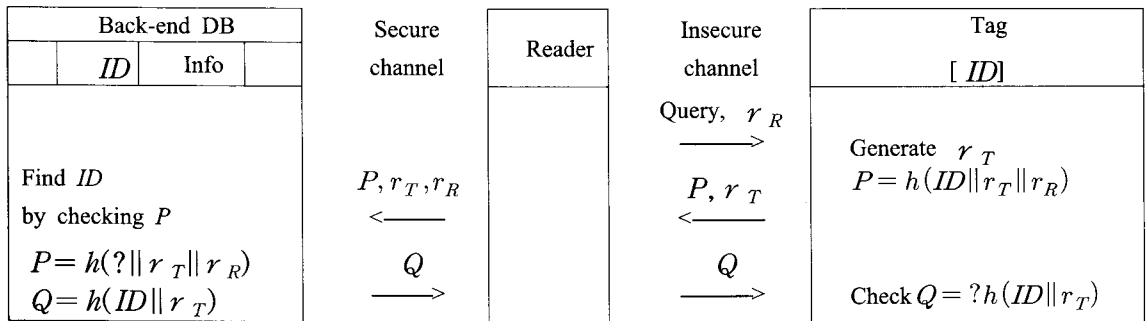 Back-end DB
ID Info
Secure
channel
Reader
Insecure
channel
Tag
[ ID]
Query, r_R
——>
Generate r_T
P = h(ID||r_T||r_R)
Find ID
by checking P
P, r_T, r_R
<——
P, r_T
<——
P = h(?||r_T||r_R)
Q = h(ID||r_T)
Q
——>
Q
——>
Check Q = ?h(ID||r_T)